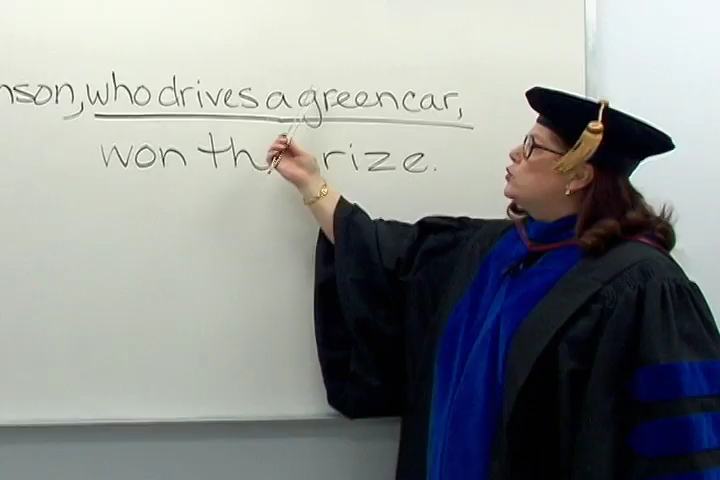 nson, who drives a green car,
won th rize.